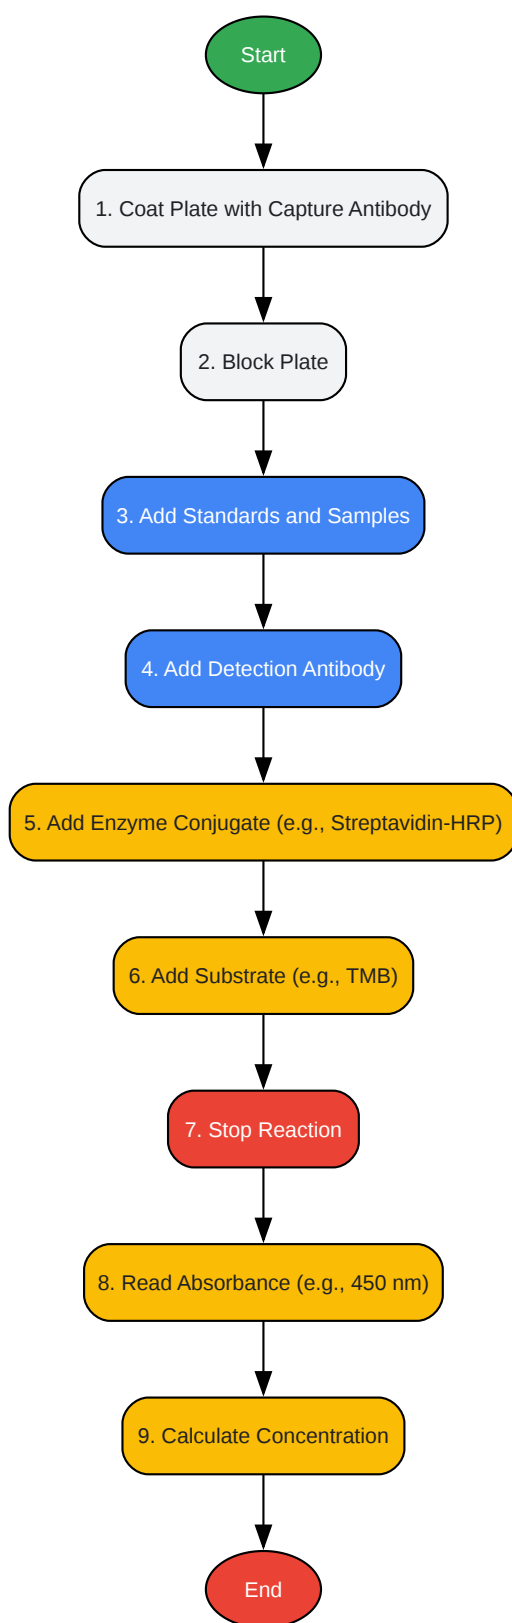 Start
1. Coat Plate with Capture Antibody
2. Block Plate
3. Add Standards and Samples
4. Add Detection Antibody
5. Add Enzyme Conjugate (e.g., Streptavidin-HRP)
6. Add Substrate (e.g., TMB)
7. Stop Reaction
8. Read Absorbance (e.g., 450 nm)
9. Calculate Concentration
End